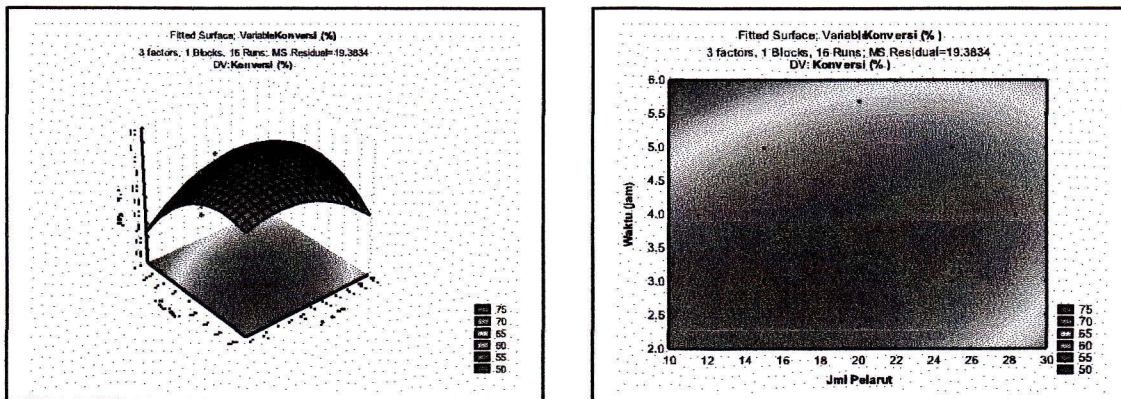 Fitted Surface; VariableKonversi (%)
3 factors, 1 Blocks, 16 Runs; MS Residual=19.3834
DV: Konversi (%)
75
70
65
60
55
50
Fitted Surface; VariableKonversi (%)
3 factors, 1 Blocks, 16 Runs; MS Residual=19.3834
DV: Konversi (%)
6.0
5.5
5.0
4.5
4.0
3.5
3.0
2.5
2.0
Waktu (jam)
10 12 14 16 18 20 22 24 26 28 30
Jml Pelarut
75
70
65
60
55
50